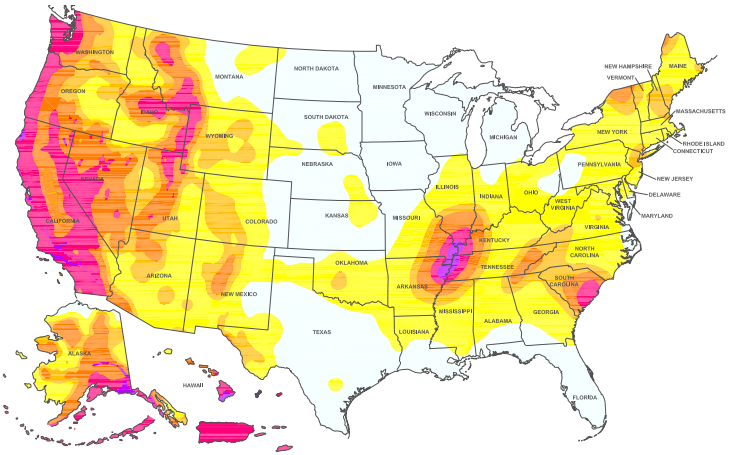 WASHINGTON
MONTANA
NORTH DAKOTA
MINNESOTA
NEW HAMPSHIRE
VERMONT
MAINE
OREGON
IDAHO
WYOMING
SOUTH DAKOTA
WISCONSIN
MICHIGAN
NEW YORK
MASSACHUSETTS
RHODE ISLAND
CONNECTICUT
NEBRASKA
IOWA
PENNSYLVANIA
NEW JERSEY
NEVADA
UTAH
COLORADO
KANSAS
MISSOURI
ILLINOIS
INDIANA
OHIO
WEST
VIRGINIA
DELAWARE
MARYLAND
CALIFORNIA
VIRGINIA
KENTUCKY
ARIZONA
NEW MEXICO
OKLAHOMA
ARKANSAS
TENNESSEE
NORTH
CAROLINA
SOUTH
CAROLINA
TEXAS
LOUISIANA
MISSISSIPPI
ALABAMA
GEORGIA
ALASKA
HAWAII
FLORIDA